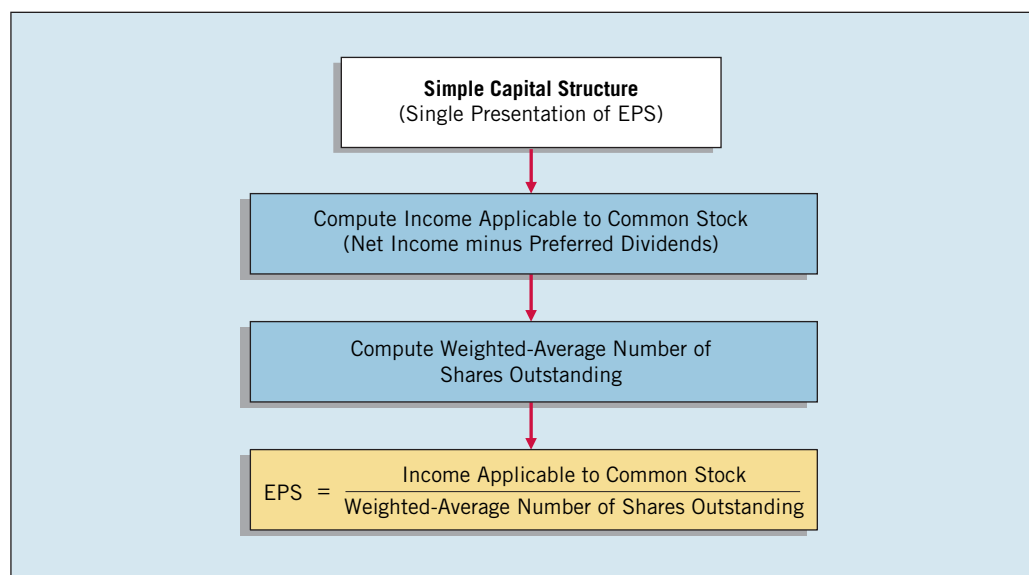 Simple Capital Structure
(Single Presentation of EPS)
Compute Income Applicable to Common Stock
(Net Income minus Preferred Dividends)
Compute Weighted-Average Number of
Shares Outstanding
EPS = Income Applicable to Common Stock
Weighted-Average Number of Shares Outstanding